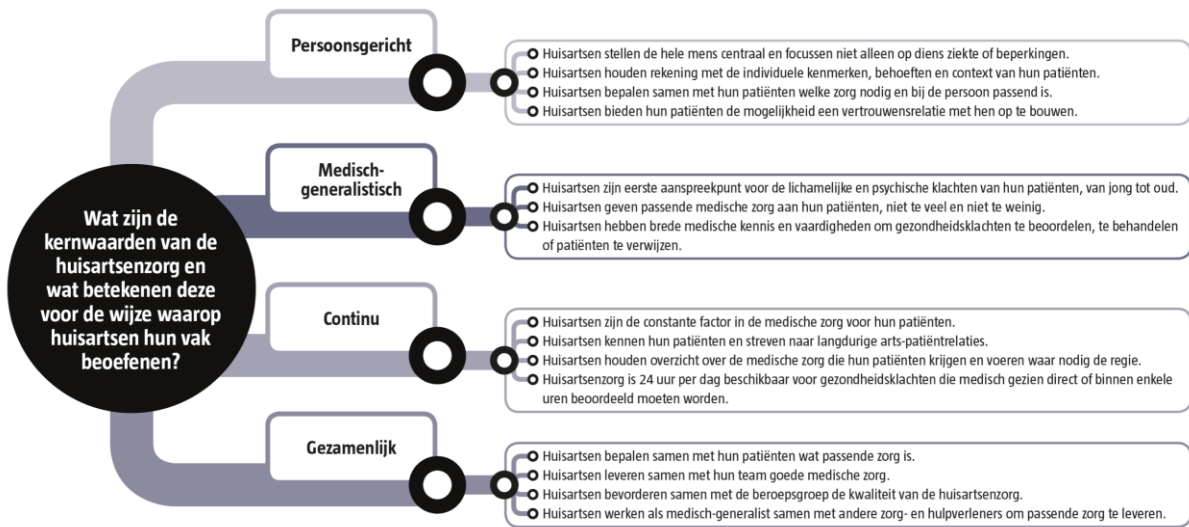 Wat zijn de
kernwaarden van de
huisartsenzorg en
wat betekenen deze
voor de wijze waarop
huisartsen hun vak
beoefenen?
Persoonsgericht
Huisartsen stellen de hele mens centraal en focussen niet alleen op diens ziekte of beperkingen.
Huisartsen houden rekening met de individuele kenmerken, behoeften en context van hun patiënten.
Huisartsen bepalen samen met hun patiënten welke zorg nodig en bij de persoon passend is.
Huisartsen bieden hun patiënten de mogelijkheid een vertrouwensrelatie met hen op te bouwen.
Medisch-
generalistisch
Huisartsen zijn eerste aanspreekpunt voor de lichamelijke en psychische klachten van hun patiënten, van jong tot oud.
Huisartsen geven passende medische zorg aan hun patiënten, niet te veel en niet te weinig.
Huisartsen hebben brede medische kennis en vaardigheden om gezondheidsklachten te beoordelen, te behandelen
of patiënten te verwijzen.
Continu
Huisartsen zijn de constante factor in de medische zorg voor hun patiënten.
Huisartsen kennen hun patiënten en streven naar langdurige arts-patiëntrelaties.
Huisartsen houden overzicht over de medische zorg die hun patiënten krijgen en voeren waar nodig de regie.
Huisartsenzorg is 24 uur per dag beschikbaar voor gezondheidsklachten die medisch gezien direct of binnen enkele
uren beoordeeld moeten worden.
Gezamenlijk
Huisartsen bepalen samen met hun patiënten wat passende zorg is.
Huisartsen leveren samen met hun team goede medische zorg.
Huisartsen bevorderen samen met de beroepsgroep de kwaliteit van de huisartsenzorg.
Huisartsen werken als medisch-generalist samen met andere zorg- en hulpverleners om passende zorg te leveren.